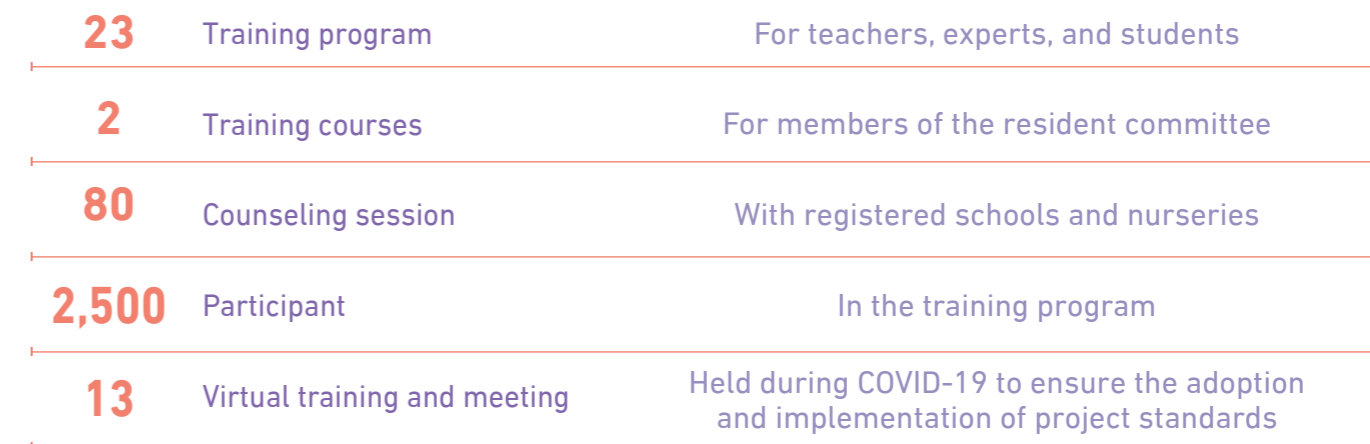 23 Training program For teachers, experts, and students
2 Training courses For members of the resident committee
80 Counseling session With registered schools and nurseries
2,500 Participant In the training program
13 Virtual training and meeting Held during COVID-19 to ensure the adoption
and implementation of project standards